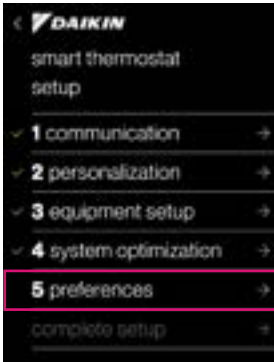 DAIKIN
smart thermostat
setup
1 communication
2 personalization
3 equipment setup
4 system optimization
5 preferences
complete setup